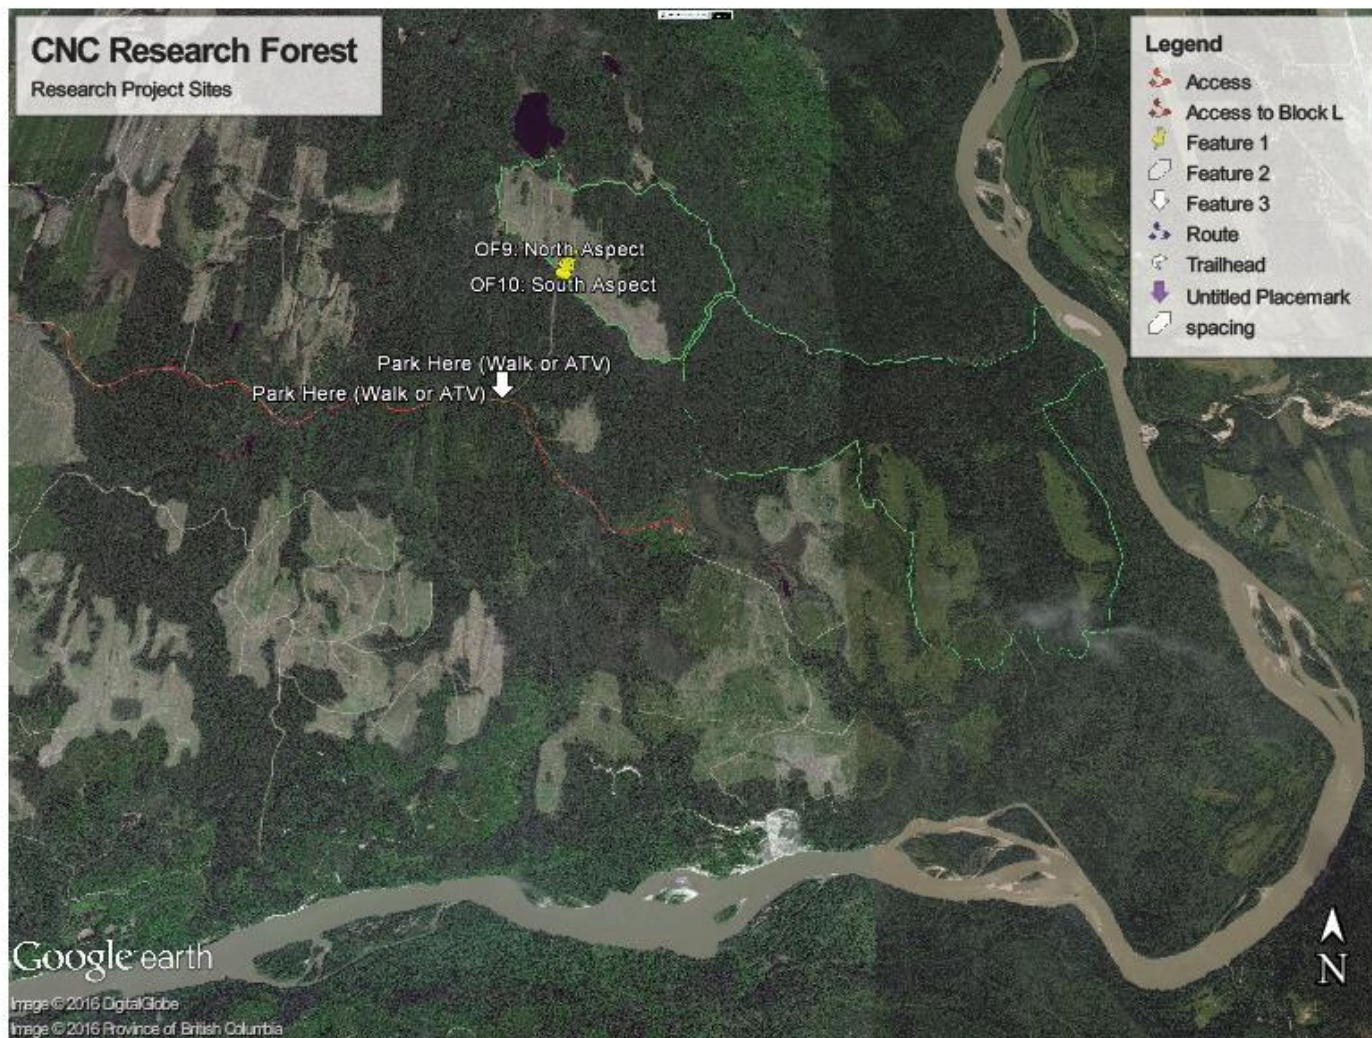 CNC Research Forest
Research Project Sites
Legend
Access
Access to Block L
Feature 1
Feature 2
Feature 3
Route
Trailhead
Untitled Placemark
spacing
OF9: North Aspect
OF10: South Aspect
Park Here (Walk or ATV)
Park Here (Walk or ATV)
N
Google earth
Image © 2016 DigitalGlobe
Image © 2016 Province of British Columbia